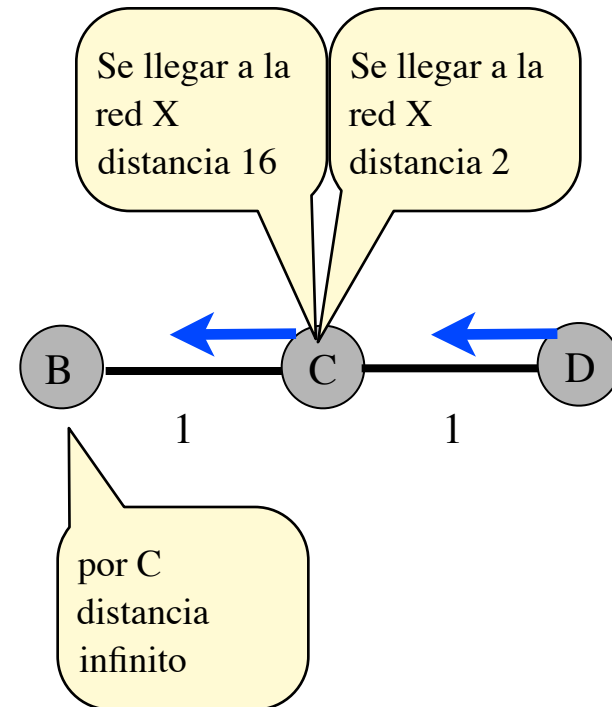 Se llegar a la
red X
distancia 16
Se llegar a la
red X
distancia 2
B
C
D
1
1
por C
distancia
infinito